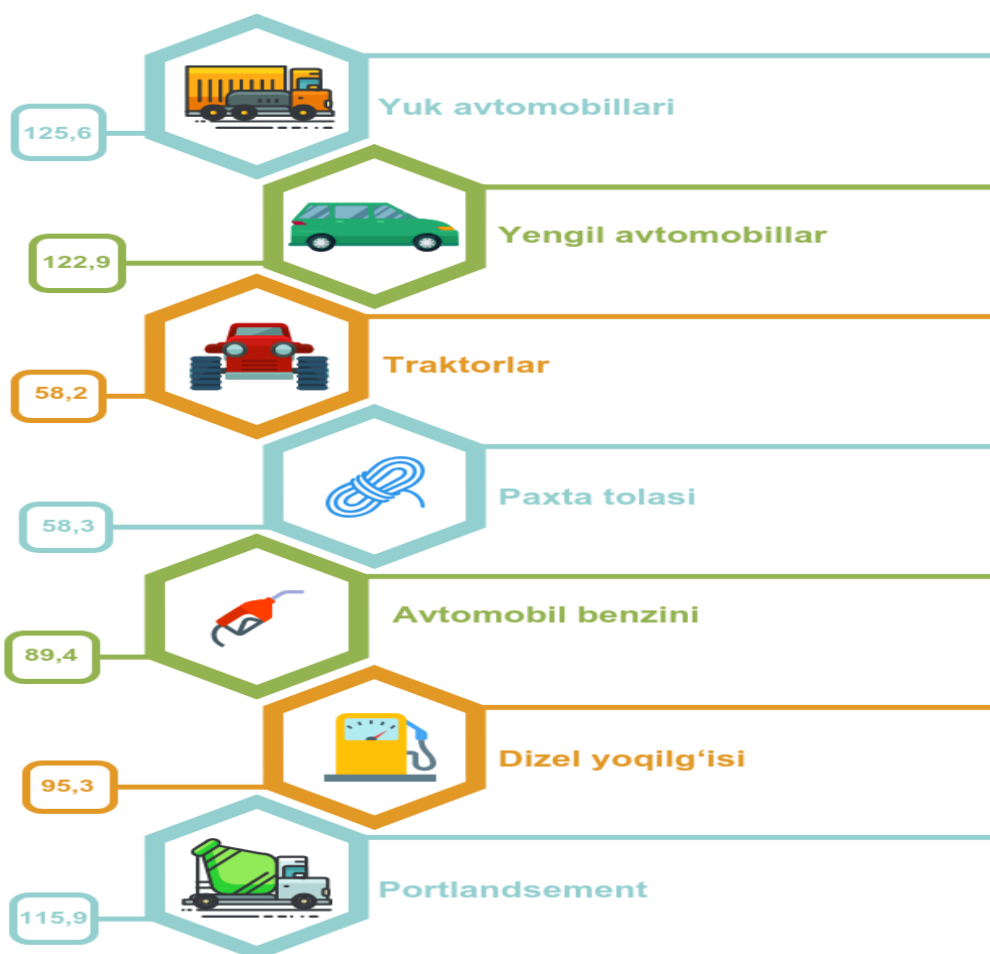 Yuk avtomobillari
125,6
Yengil avtomobillar
122,9
Traktorlar
58,2
Paxta tolasi
58,3
Avtomobil benzini
89,4
Dizel yoqilg‘isi
95,3
Portlandsement
115,9